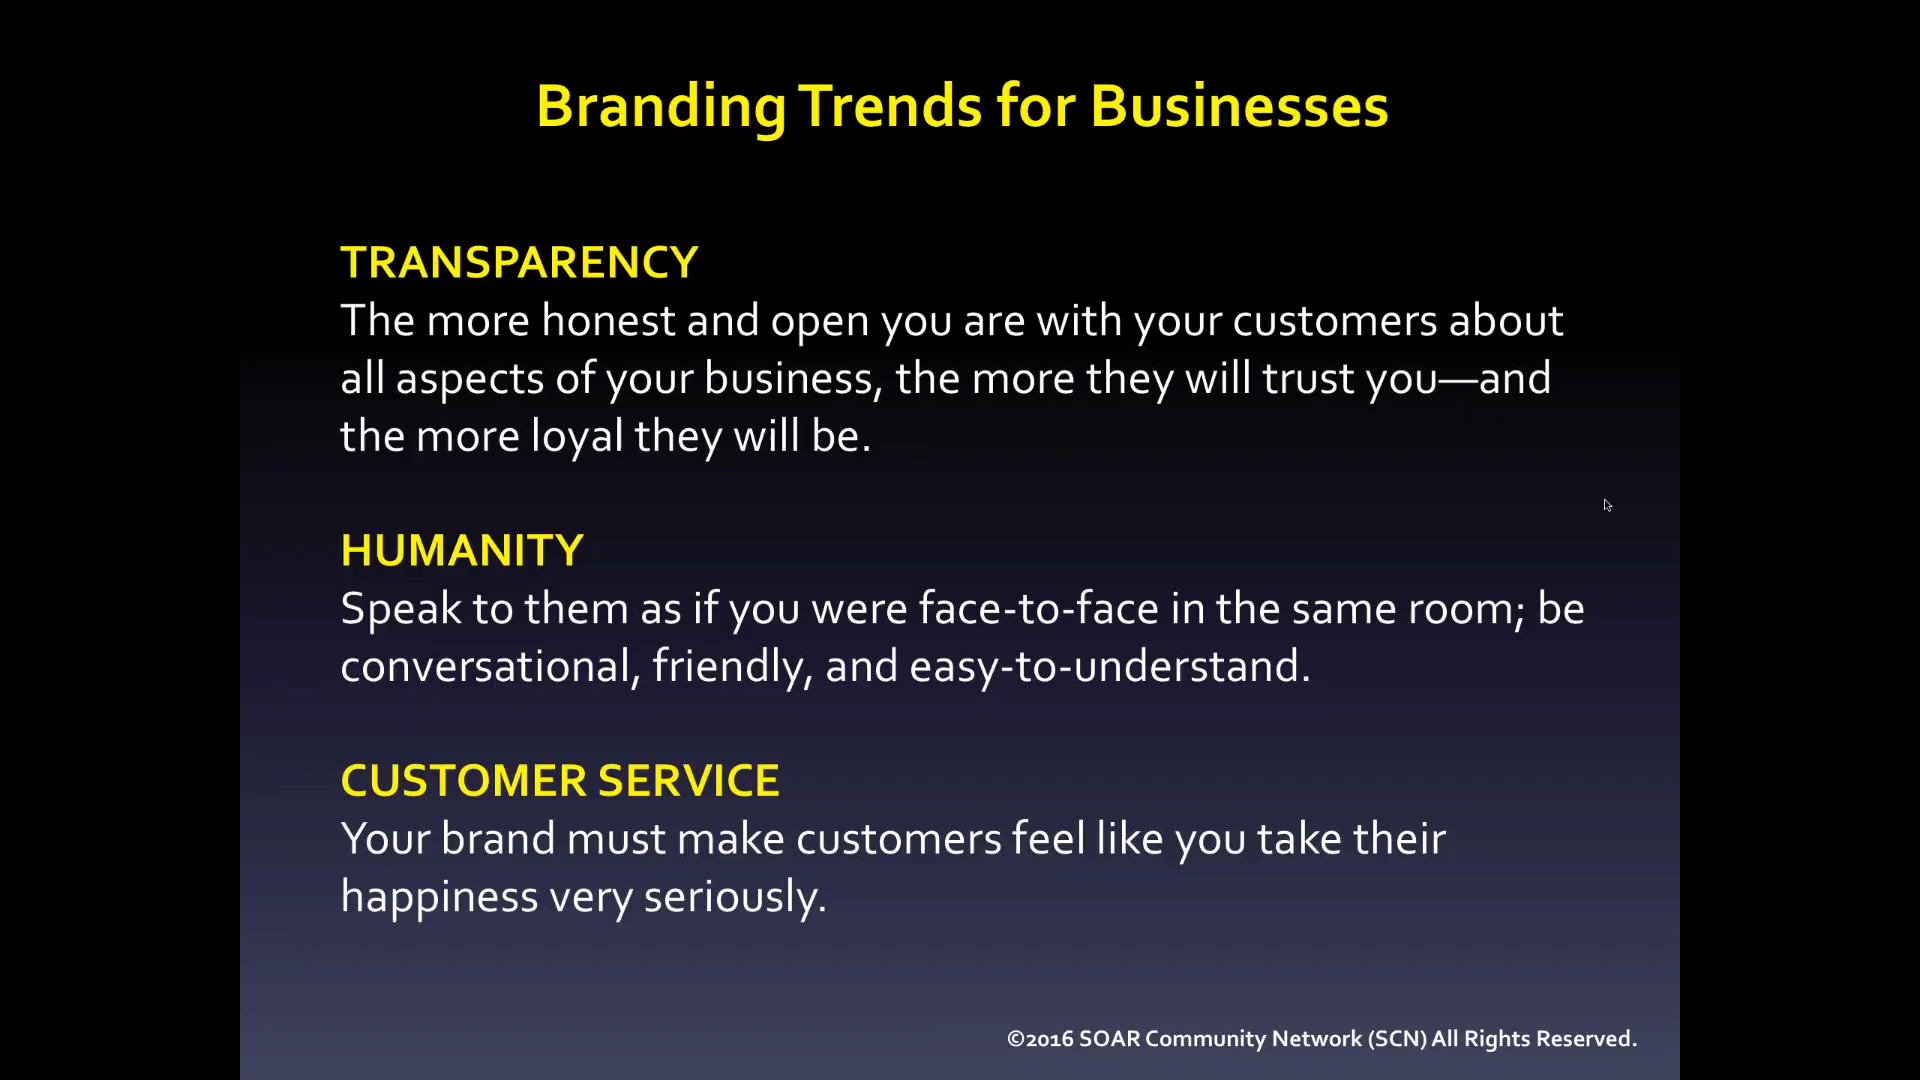 Branding Trends for Businesses
TRANSPARENCY
The more honest and open you are with your customers about
all aspects of your business, the more they will trust you—and
the more loyal they will be.
HUMANITY
Speak to them as if you were face-to-face in the same room; be
conversational, friendly, and easy-to-understand.
CUSTOMER SERVICE
Your brand must make customers feel like you take their
happiness very seriously.
©2016 SOAR Community Network (SCN) All Rights Reserved.